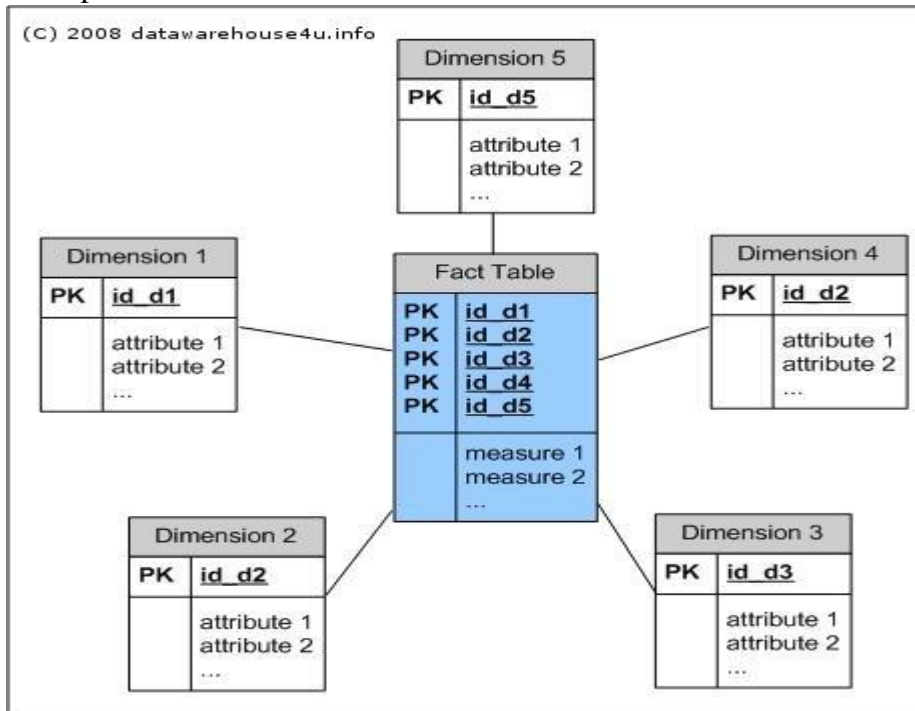 (C) 2008 datawarehouse4u.info
Dimension 5
PK id_d5
attribute 1
attribute 2
...
Dimension 1
PK id_d1
attribute 1
attribute 2
...
Fact Table
PK id_d1
PK id_d2
PK id_d3
PK id_d4
PK id_d5
measure 1
measure 2
...
Dimension 4
PK id_d2
attribute 1
attribute 2
...
Dimension 2
PK id_d2
attribute 1
attribute 2
...
Dimension 3
PK id_d3
attribute 1
attribute 2
...